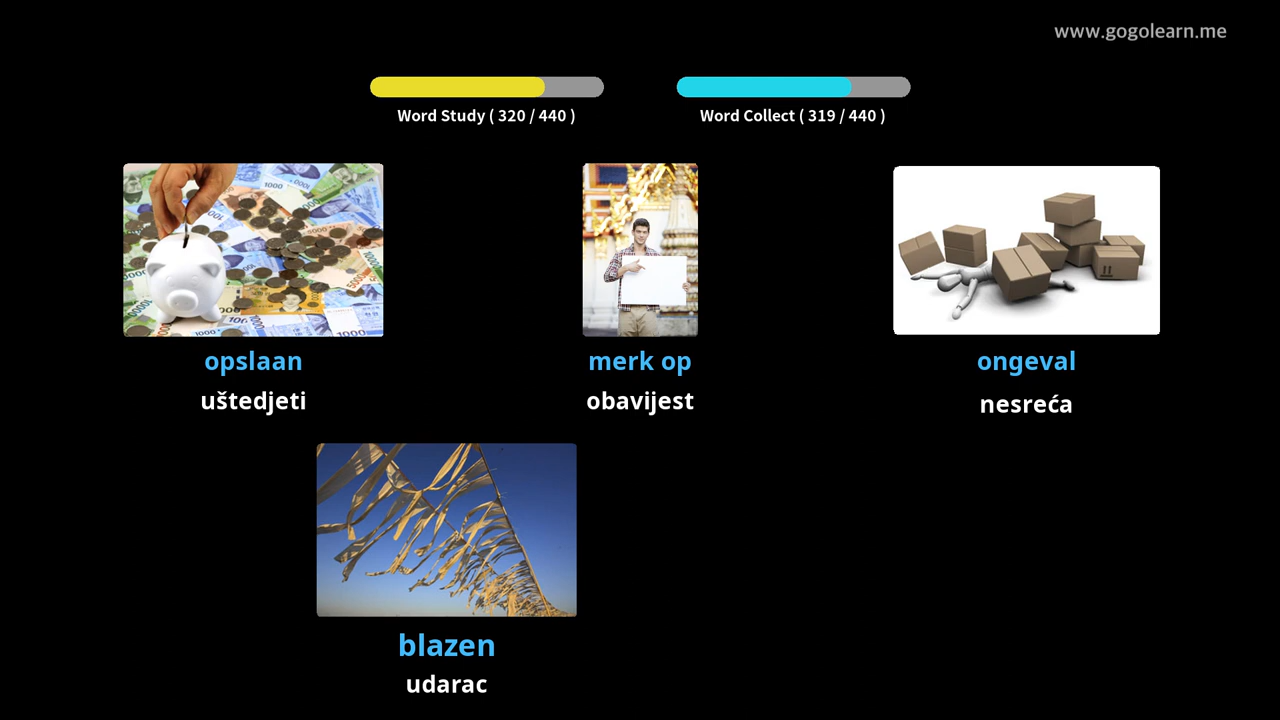 www.gogolearn.me
Word Study ( 320 / 440 )
Word Collect ( 319 / 440 )
opslaan
uštedjeti
merk op
obavijest
ongeval
nesreća
blazen
udarac